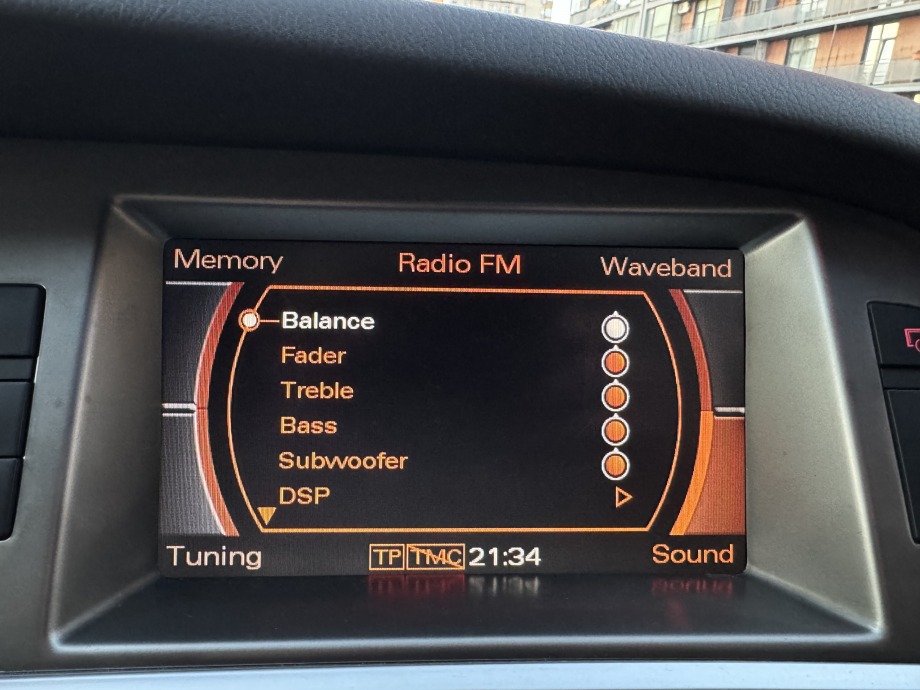 Memory Radio FM Waveband
Balance
Fader
Treble
Bass
Subwoofer
DSP
Tuning TP TMC 21:34 Sound